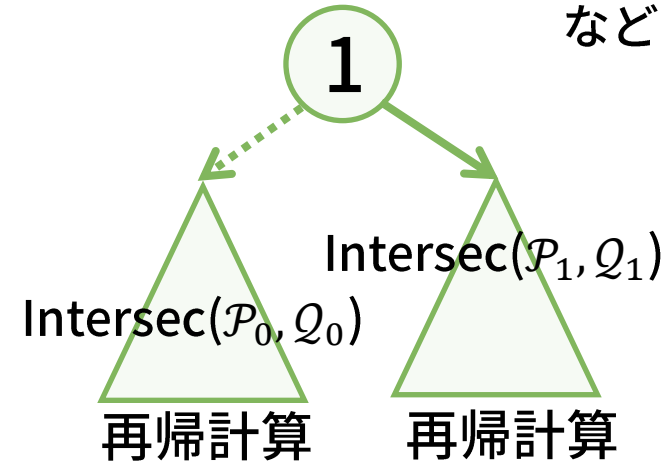 など
1
Intersec(𝒫₁, 𝒬₁)
Intersec(𝒫₀, 𝒬₀)
再帰計算
再帰計算